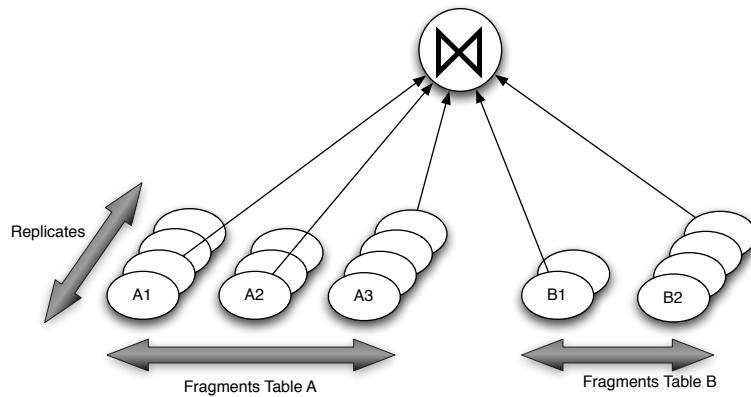 Replicates
A1
A2
A3
B1
B2
Fragments Table A
Fragments Table B